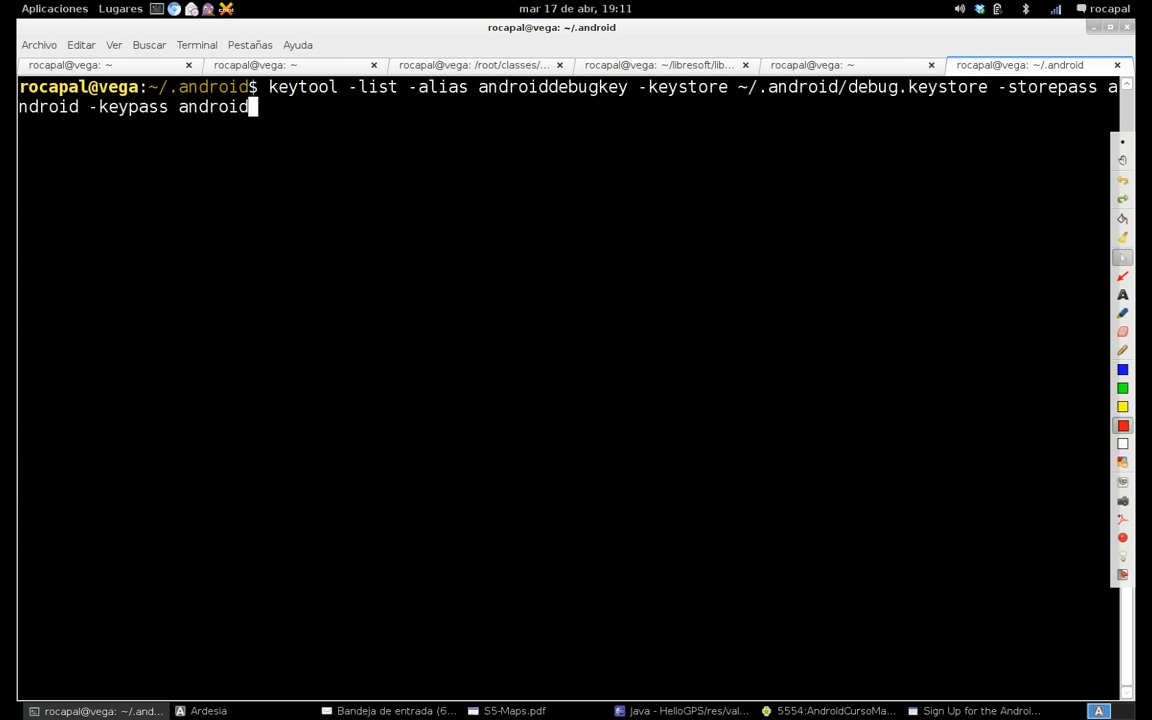 Aplicaciones Lugares mar 17 de abr, 19:11 rocapal
rocapal@vega: ~/.android
Archivo Editar Ver Buscar Terminal Pestañas Ayuda
rocapal@vega: ~ rocapal@vega: ~ rocapal@vega: /root/classes/... rocapal@vega: ~/libresoft/lib... rocapal@vega: ~ rocapal@vega: ~/.android
rocapal@vega:~/.android$ keytool -list -alias androiddebugkey -keystore ~/.android/debug.keystore -storepass a
ndroid -keypass android
rocapal@vega: ~/.and... Ardesia Bandeja de entrada (6... S5-Maps.pdf Java - HelloGPS/res/val... 5554:AndroidCursoMa... Sign Up for the Androi... A